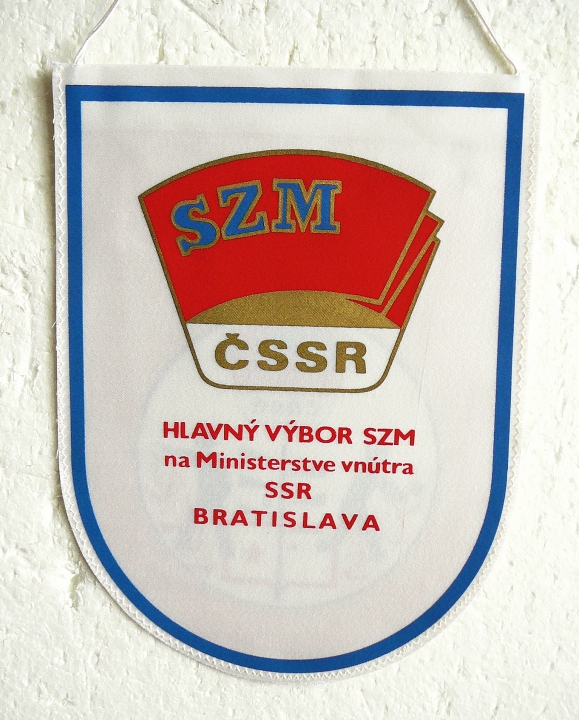 SZM
ČSSR
HLAVNÝ VÝBOR SZM
na Ministerstve vnútra
SSR
BRATISLAVA